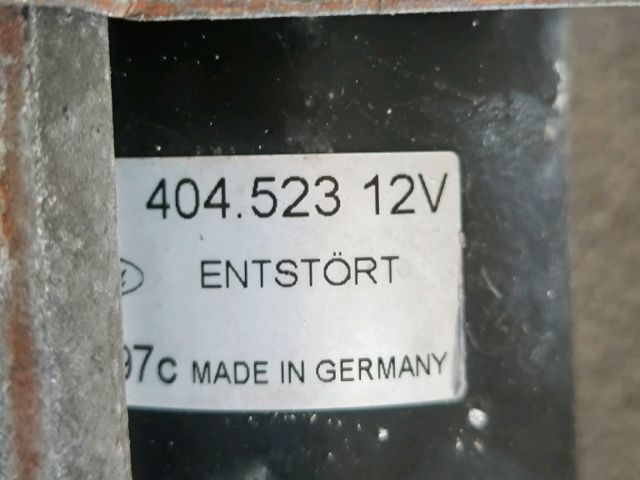 404.523 12V
ENTSTÖRT
97c MADE IN GERMANY